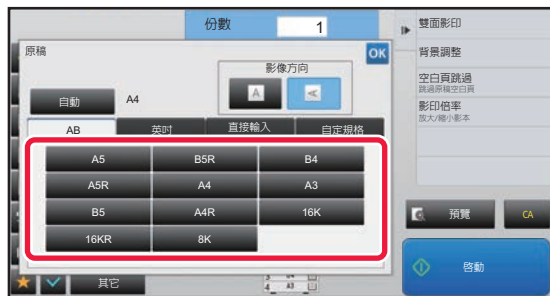 份數 1
原稿
OK
影像方向
A A
自動 A4
AB 英吋 直接輸入 自定規格
A5 B5R B4
A5R A4 A3
B5 A4R 16K
16KR 8K
其它
雙面影印
背景調整
空白頁跳過
跳過原稿空白頁
影印倍率
放大/縮小影本
預覽 CA
啓動